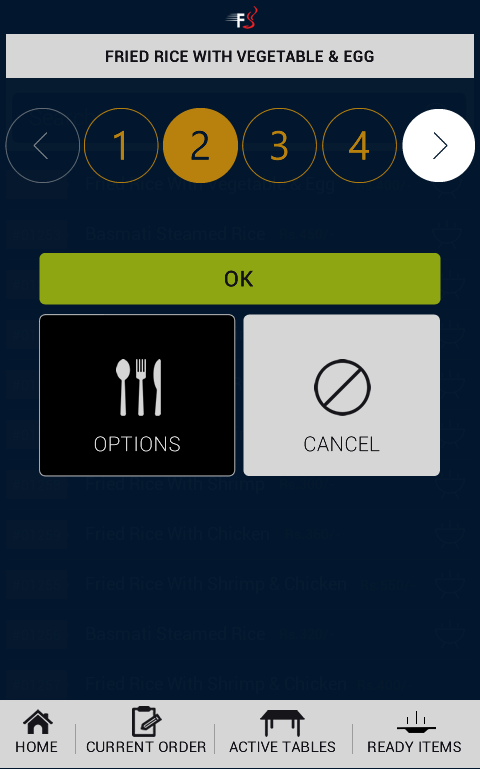 FS
FRIED RICE WITH VEGETABLE & EGG
1 2 3 4
Fried Rice With Vegetable & Egg
Basmati Steamed Rice
OK
OPTIONS CANCEL
Fried Rice With Shrimp
Fried Rice With Chicken
Fried Rice With Shrimp & Chicken
Basmati Steamed Rice
Fried Rice With Shrimp & Chicken
HOME CURRENT ORDER ACTIVE TABLES READY ITEMS